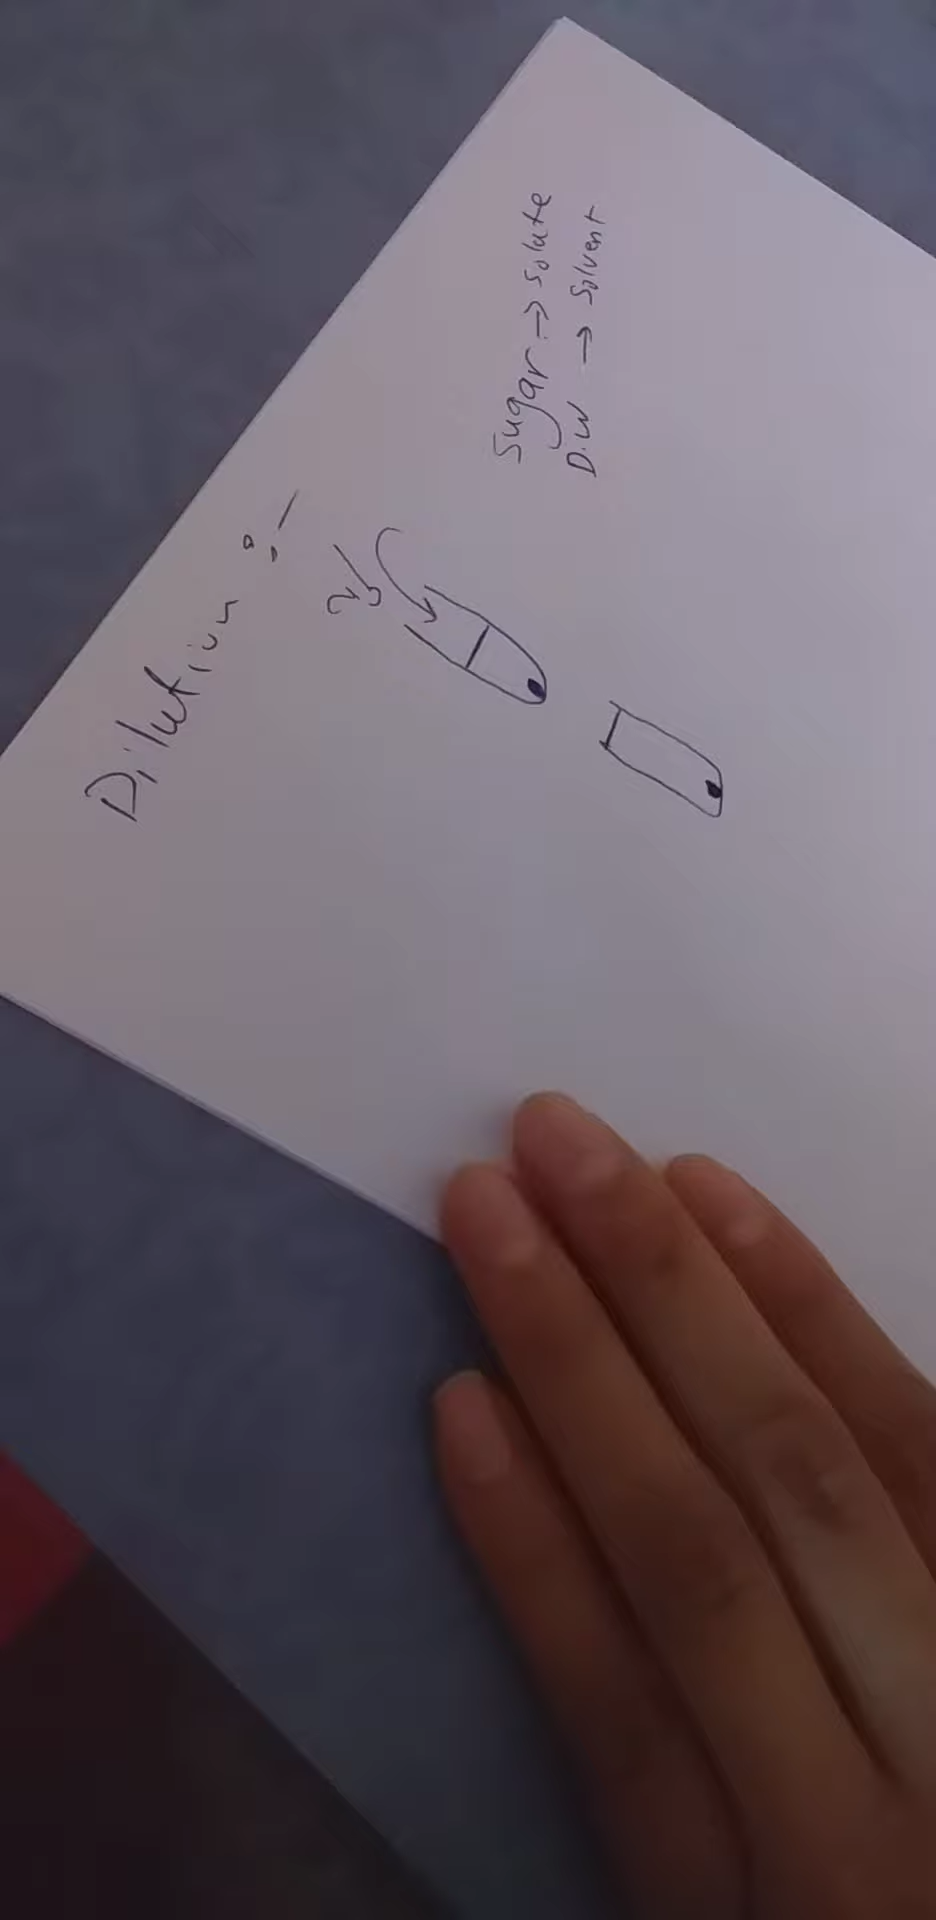 Dilution :-
Sugar → Solute
D.W → Solvent